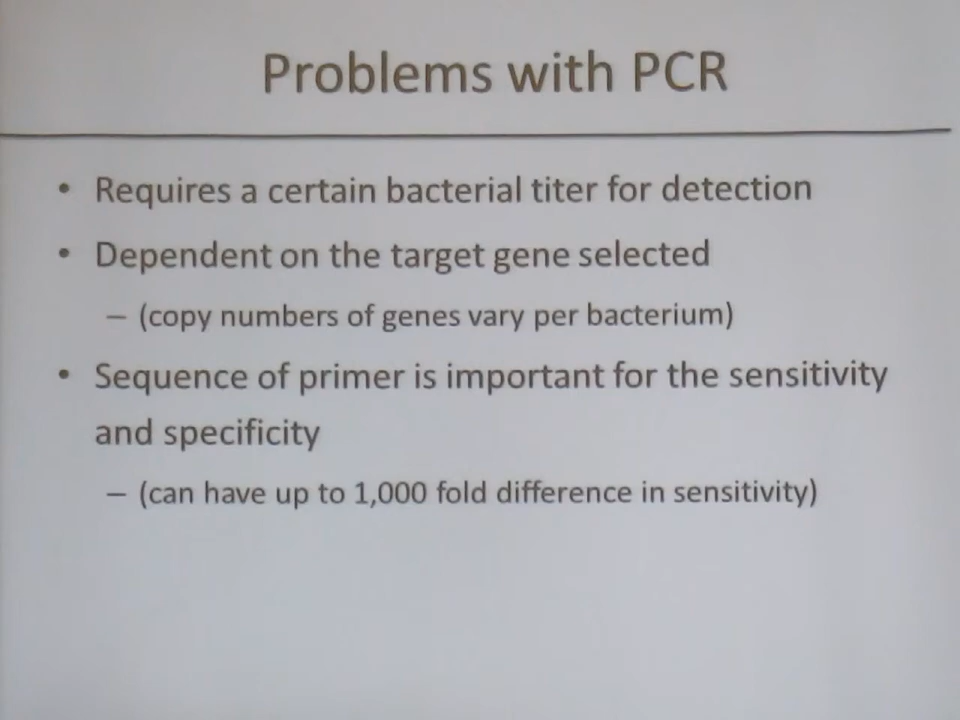 Problems with PCR
• Requires a certain bacterial titer for detection
• Dependent on the target gene selected
– (copy numbers of genes vary per bacterium)
• Sequence of primer is important for the sensitivity
and specificity
– (can have up to 1,000 fold difference in sensitivity)